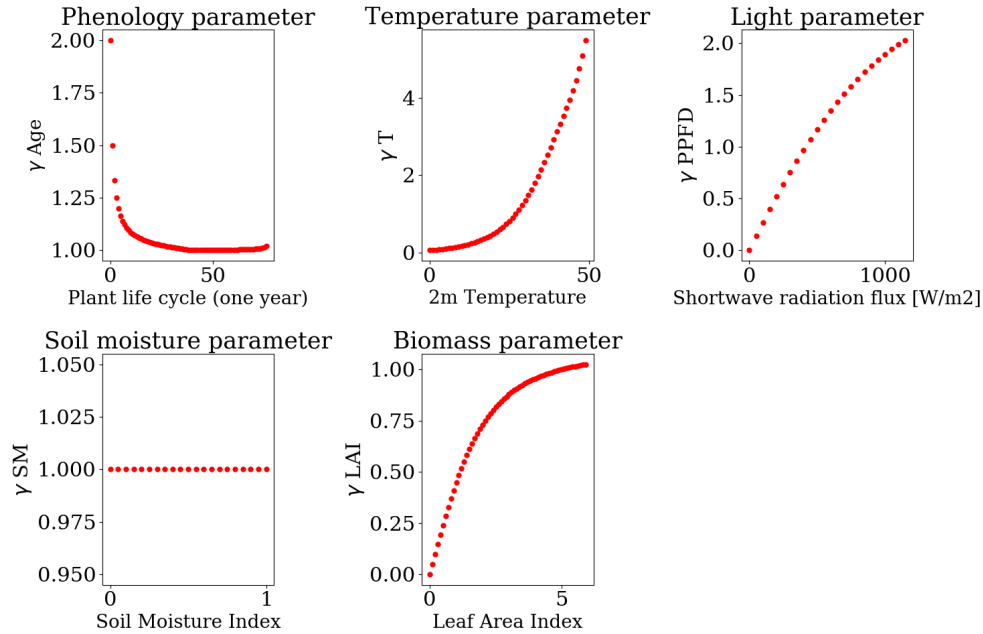 Phenology parameter
2.00
1.75
1.50
1.25
1.00
γ Age
0
50
Plant life cycle (one year)
Temperature parameter
4
2
0
γ T
0
50
2m Temperature
Light parameter
2.0
1.5
1.0
0.5
0.0
γ PPFD
0
1000
Shortwave radiation flux [W/m2]
Soil moisture parameter
1.050
1.025
1.000
0.975
0.950
γ SM
0
1
Soil Moisture Index
Biomass parameter
1.00
0.75
0.50
0.25
0.00
γ LAI
0
5
Leaf Area Index